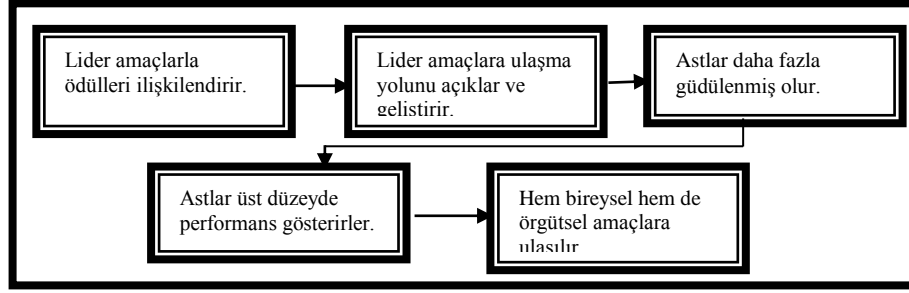 Lider amaçlarla
ödülleri ilişkilendirir.
Lider amaçlara ulaşma
yolunu açıklar ve
geliştirir.
Astlar daha fazla
güdülenmiş olur.
Astlar üst düzeyde
performans gösterirler.
Hem bireysel hem de
örgütsel amaçlara
ulaşılır